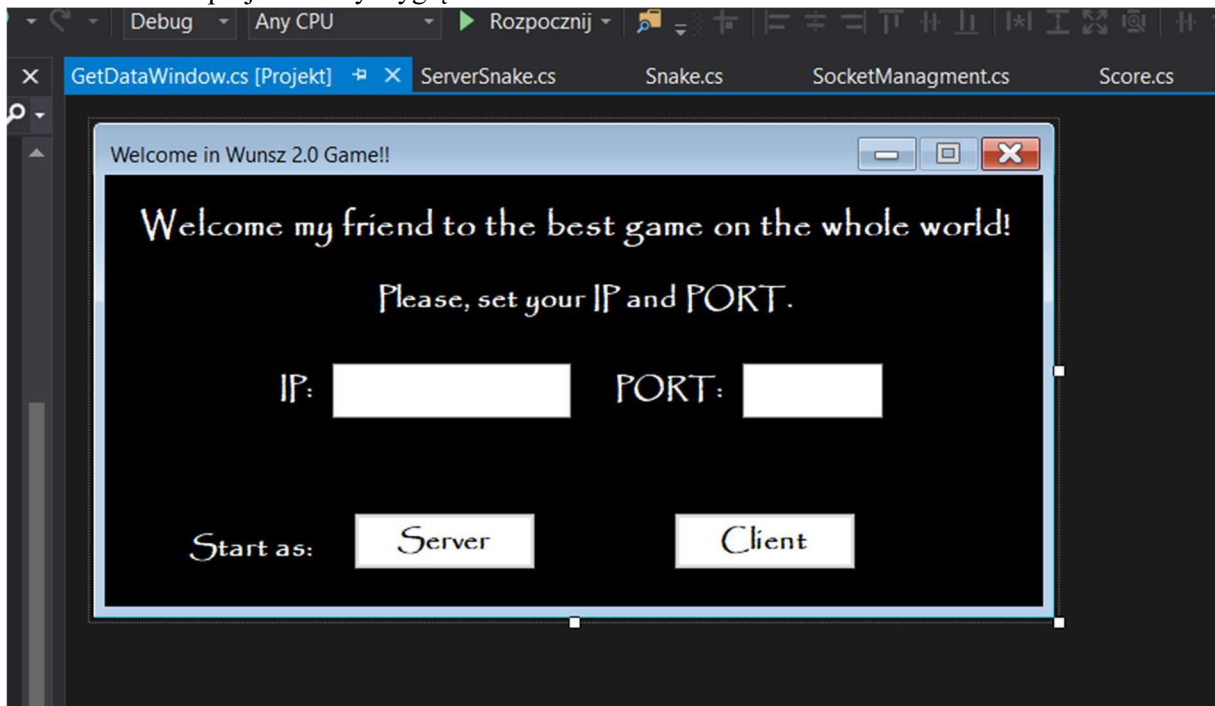 Debug Any CPU Rozpocznij
GetDataWindow.cs [Projekt] ServerSnake.cs Snake.cs SocketManagment.cs Score.cs
Welcome in Wunsz 2.0 Game!!
Welcome my friend to the best game on the whole world!
Please, set your IP and PORT.
IP: PORT:
Start as: Server Client